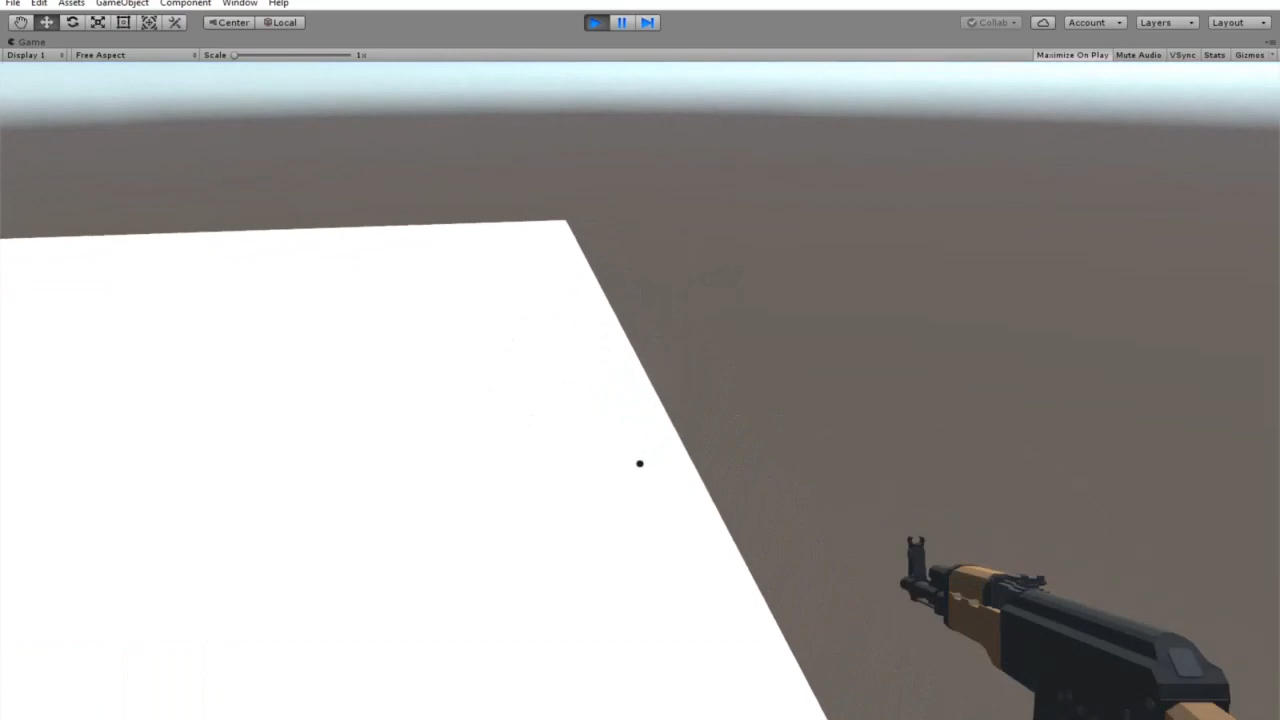 File Edit Assets GameObject Component Window Help
Center Local Collab Account Layers Layout
Game
Display 1 Free Aspect Scale 1x Maximize On Play Mute Audio VSync Stats Gizmos